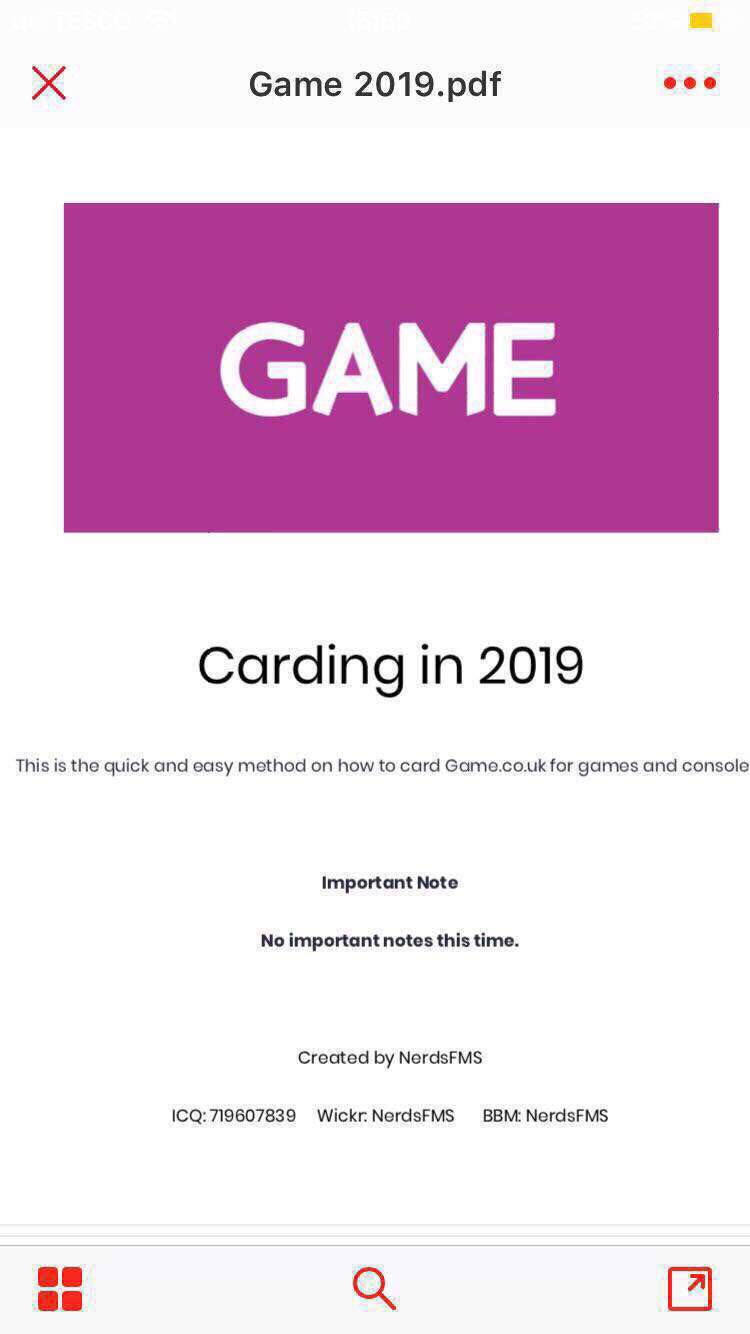 Game 2019.pdf
GAME
Carding in 2019
This is the quick and easy method on how to card Game.co.uk for games and console
Important Note
No important notes this time.
Created by NerdsFMS
ICQ: 719607839 Wickr: NerdsFMS BBM: NerdsFMS